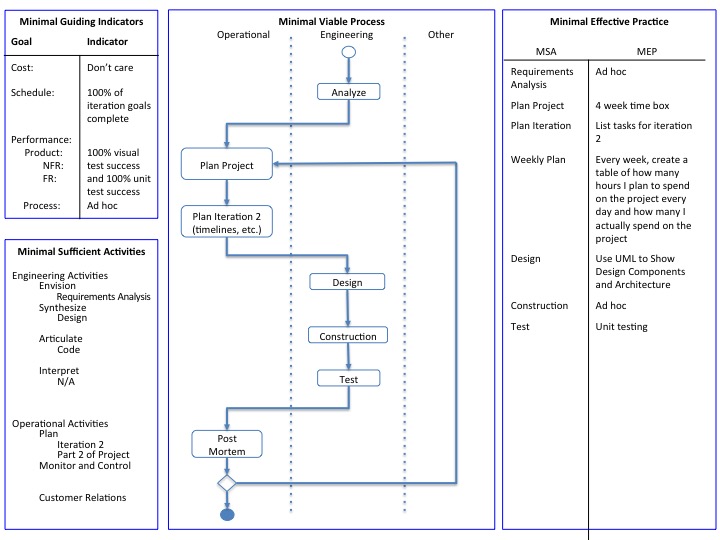 Minimal Guiding Indicators
Goal Indicator
Cost: Don't care
Schedule: 100% of
iteration goals
complete
Performance:
Product: 100% visual
NFR: test success
FR: and 100% unit
test success
Process: Ad hoc
Minimal Sufficient Activities
Engineering Activities
Envision
Requirements Analysis
Synthesize
Design
Articulate
Code
Interpret
N/A
Operational Activities
Plan
Iteration 2
Part 2 of Project
Monitor and Control
Customer Relations
Minimal Viable Process
Operational Engineering Other
Analyze
Plan Project
Plan Iteration 2
(timelines, etc.)
Design
Construction
Test
Post
Mortem
Minimal Effective Practice
MSA MEP
Requirements Ad hoc
Analysis
Plan Project 4 week time box
Plan Iteration List tasks for iteration
2
Weekly Plan Every week, create a
table of how many
hours I plan to spend
on the project every
day and how many I
actually spend on the
project
Design Use UML to Show
Design Components
and Architecture
Construction Ad hoc
Test Unit testing